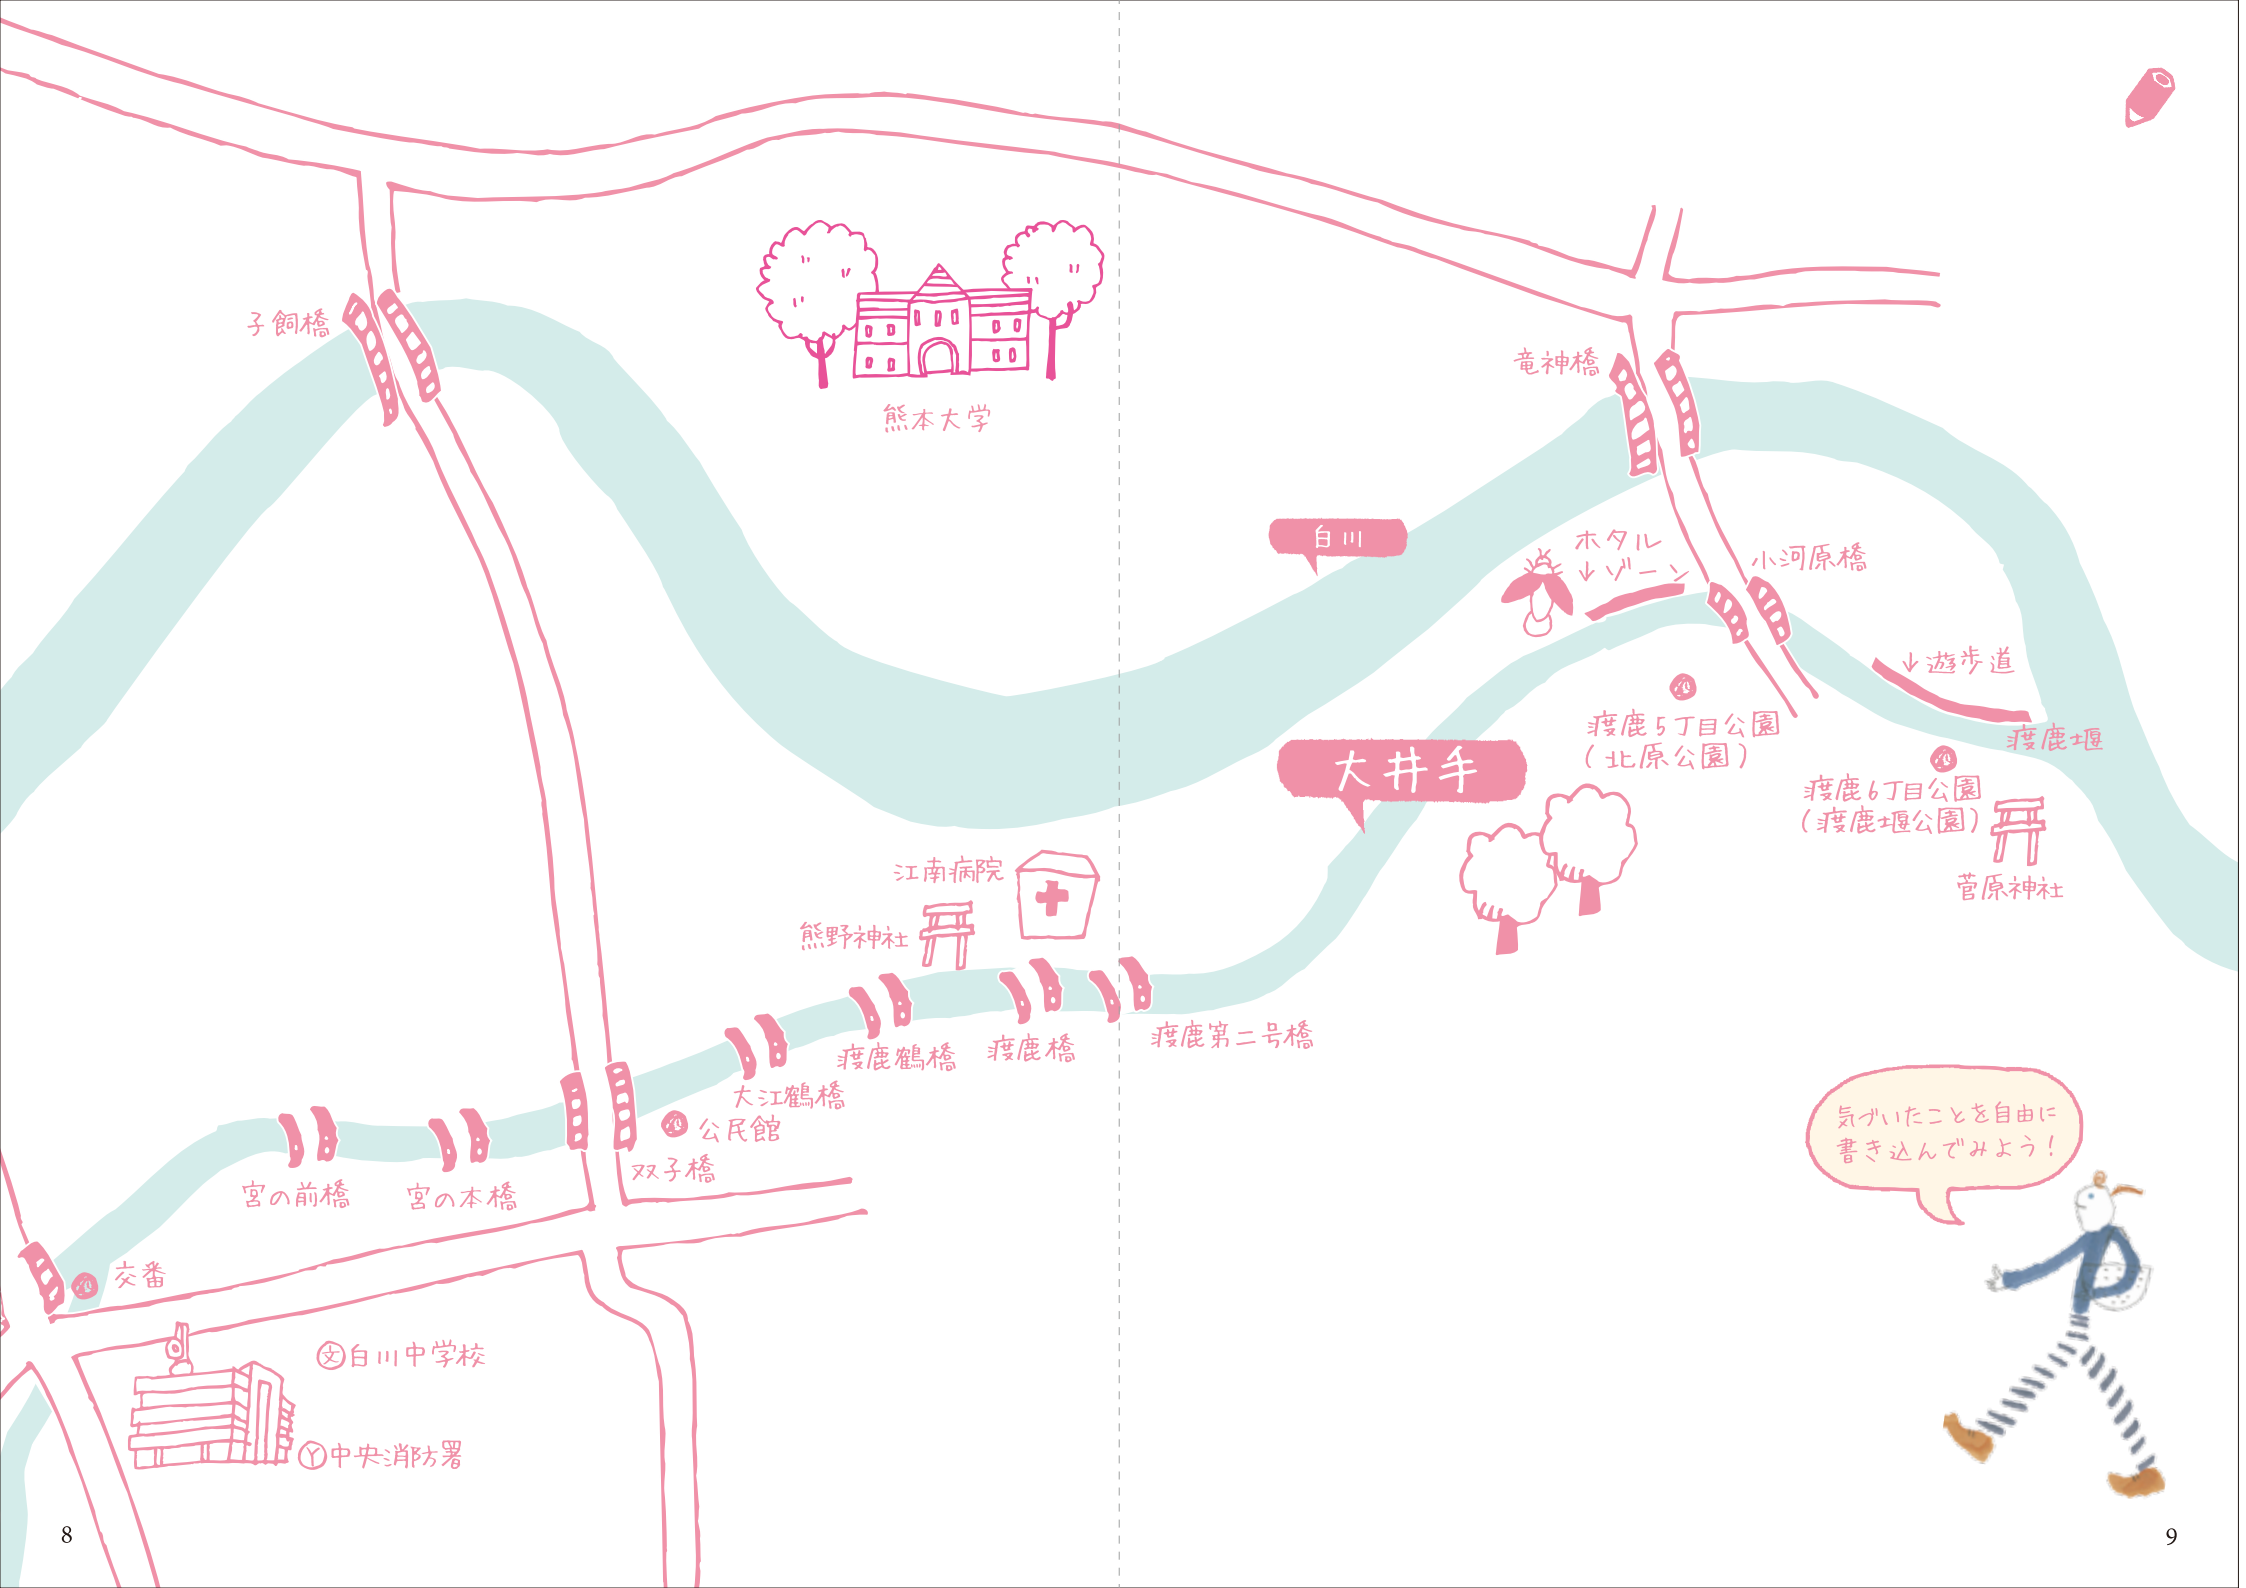 子飼橋
熊本大学
竜神橋
白川
ホタル
↓ゾーン
小河原橋
↓遊歩道
渡鹿堰
渡鹿5丁目公園
(北原公園)
大井手
渡鹿6丁目公園
(渡鹿堰公園)
菅原神社
江南病院
熊野神社
渡鹿第二号橋
渡鹿橋
渡鹿鶴橋
大江鶴橋
公民館
双子橋
宮の本橋
宮の前橋
交番
文白川中学校
Y中央消防署
気づいたことを自由に
書き込んでみよう!
8
9